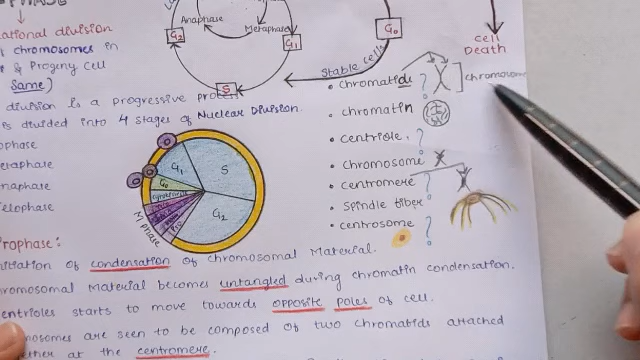 PHASE
ational division
chromosomes in
& Progeny Cell
Same)
division is a progressive
is divided into 4 stages of Nuclear Division.
ophase
etaphase
naphase
elophase
Anaphase
Metaphase
G₂
G₁
S
G₀
Stable cells
Cell
Death
• chromatids ?
chromosome
• chromatin
• centriole. ?
• chromosome
• centromere ?
• spindle fiber
• centrosome ?
G₁
S
G₀
G₂
M phase
Prophase:
nitiation of condensation of chromosomal Material.
hromosomal material becomes untangled during chromatin condensation.
entrioles starts to move towards opposite poles of cell.
mosomes are seen to be composed of two chromatids attached
ether at the centromere.